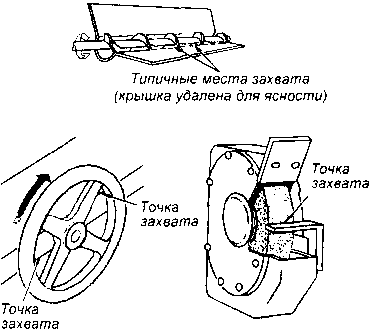 Типичные места захвата
(крышка удалена для ясности)
Точка
захвата
Точка
захвата
Точка
захвата